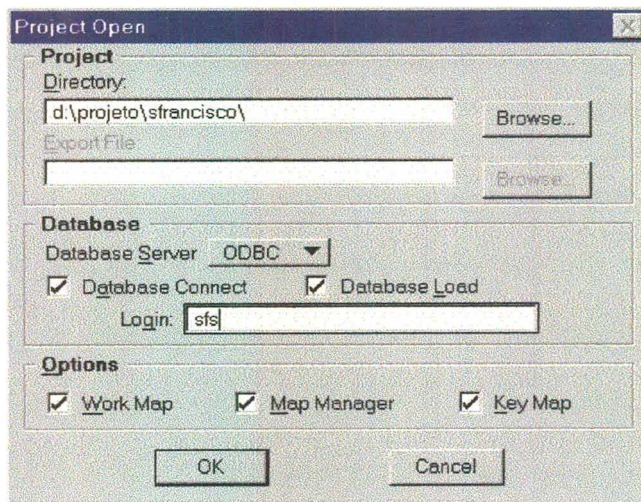 Project Open
Project
Directory:
d:\projeto\sfrancisco\
Browse...
Export File
Browse...
Database
Database Server ODBC
Database Connect Database Load
Login: sfs
Options
Work Map Map Manager Key Map
OK Cancel